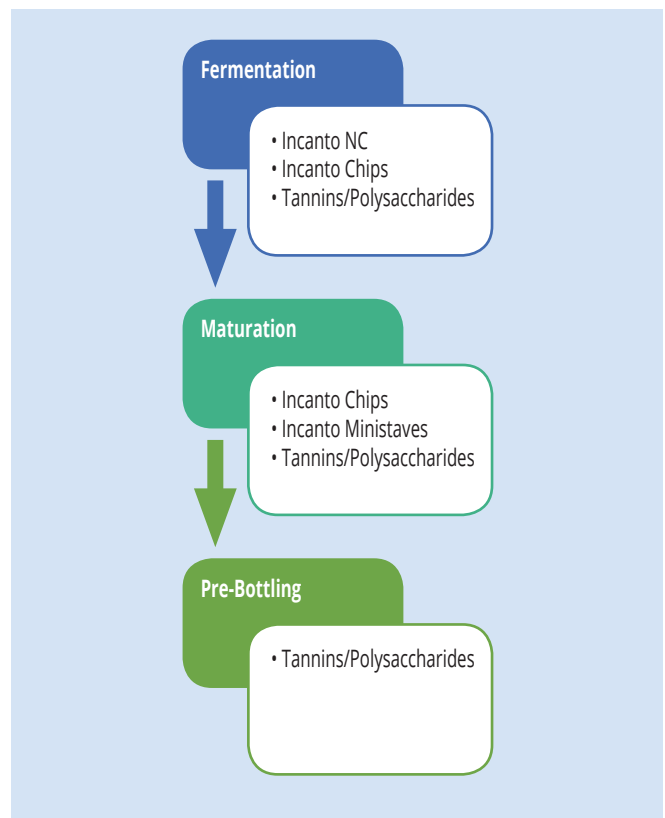 Fermentation
• Incanto NC
• Incanto Chips
• Tannins/Polysaccharides
Maturation
• Incanto Chips
• Incanto Ministaves
• Tannins/Polysaccharides
Pre-Bottling
• Tannins/Polysaccharides